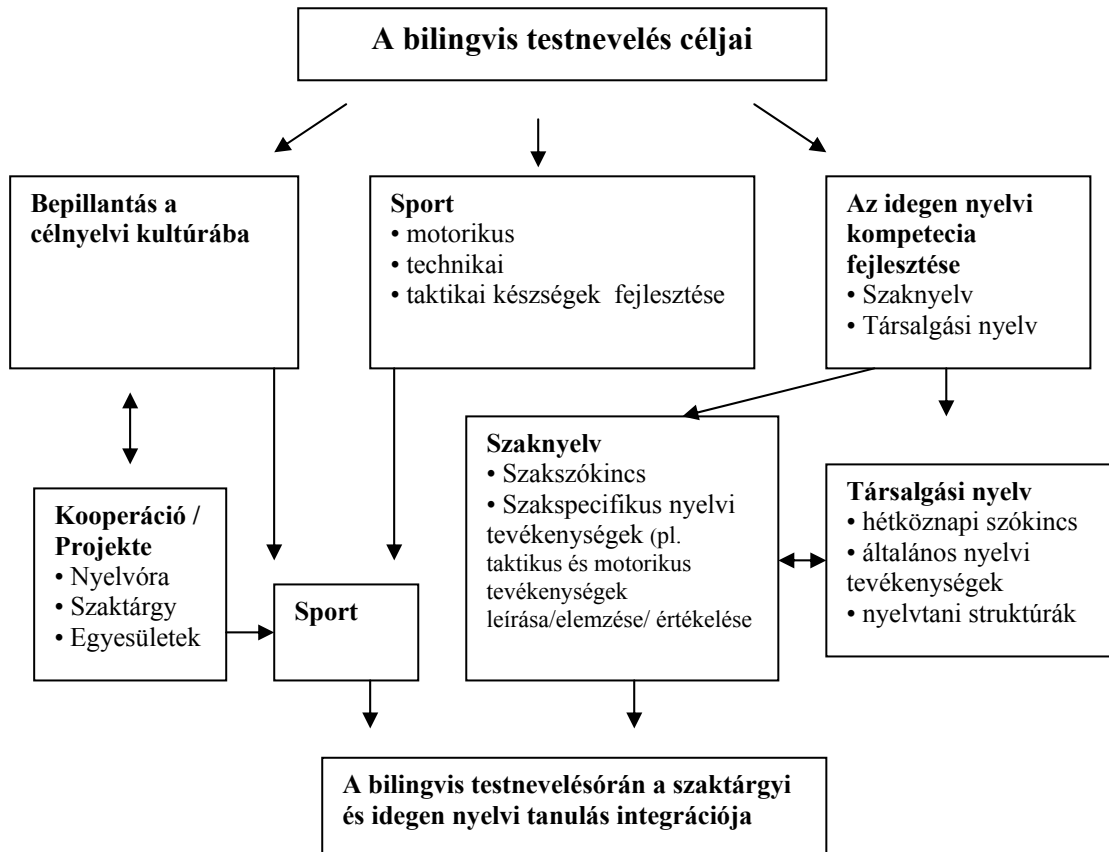 A bilingvis testnevelés céljai
Bepillantás a
célnyelvi kultúrába
Sport
• motorikus
• technikai
• taktikai készségek fejlesztése
Az idegen nyelvi
kompetecia
fejlesztése
• Szaknyelv
• Társalgási nyelv
Kooperáció /
Projekte
• Nyelvóra
• Szaktárgy
• Egyesületek
Sport
Szaknyelv
• Szakszókincs
• Szakspecifikus nyelvi
tevékenységek (pl.
taktikus és motorikus
tevékenységek
leírása/elemzése/ értékelése
Társalgási nyelv
• hétköznapi szókincs
• általános nyelvi
tevékenységek
• nyelvtani struktúrák
A bilingvis testnevelésórán a szaktárgyi
és idegen nyelvi tanulás integrációja